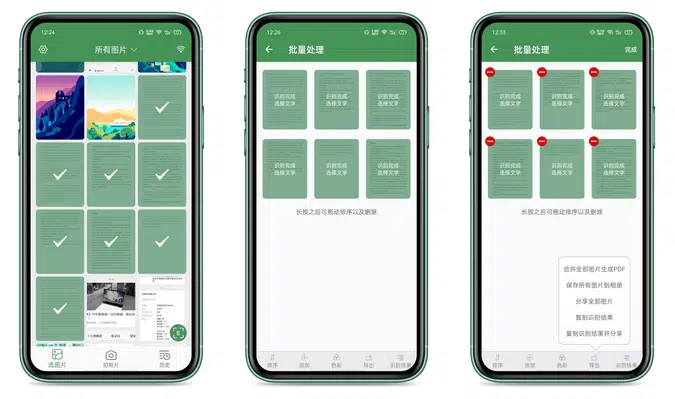 12:24
所有图片
选图片
拍照片
历史
12:26
批量处理
识别完成
选择文字
识别完成
选择文字
识别完成
选择文字
识别完成
选择文字
识别完成
选择文字
识别完成
选择文字
长按之后可拖动排序以及删除
排序
添加
色彩
导出
识别结果
12:33
批量处理
完成
识别完成
选择文字
识别完成
选择文字
识别完成
选择文字
识别完成
选择文字
识别完成
选择文字
识别完成
选择文字
长按之后可拖动排序以及删除
合并全部图片生成PDF
保存所有图片到相册
分享全部图片
复制识别结果
复制识别结果并分享
排序
添加
色彩
导出
识别结果